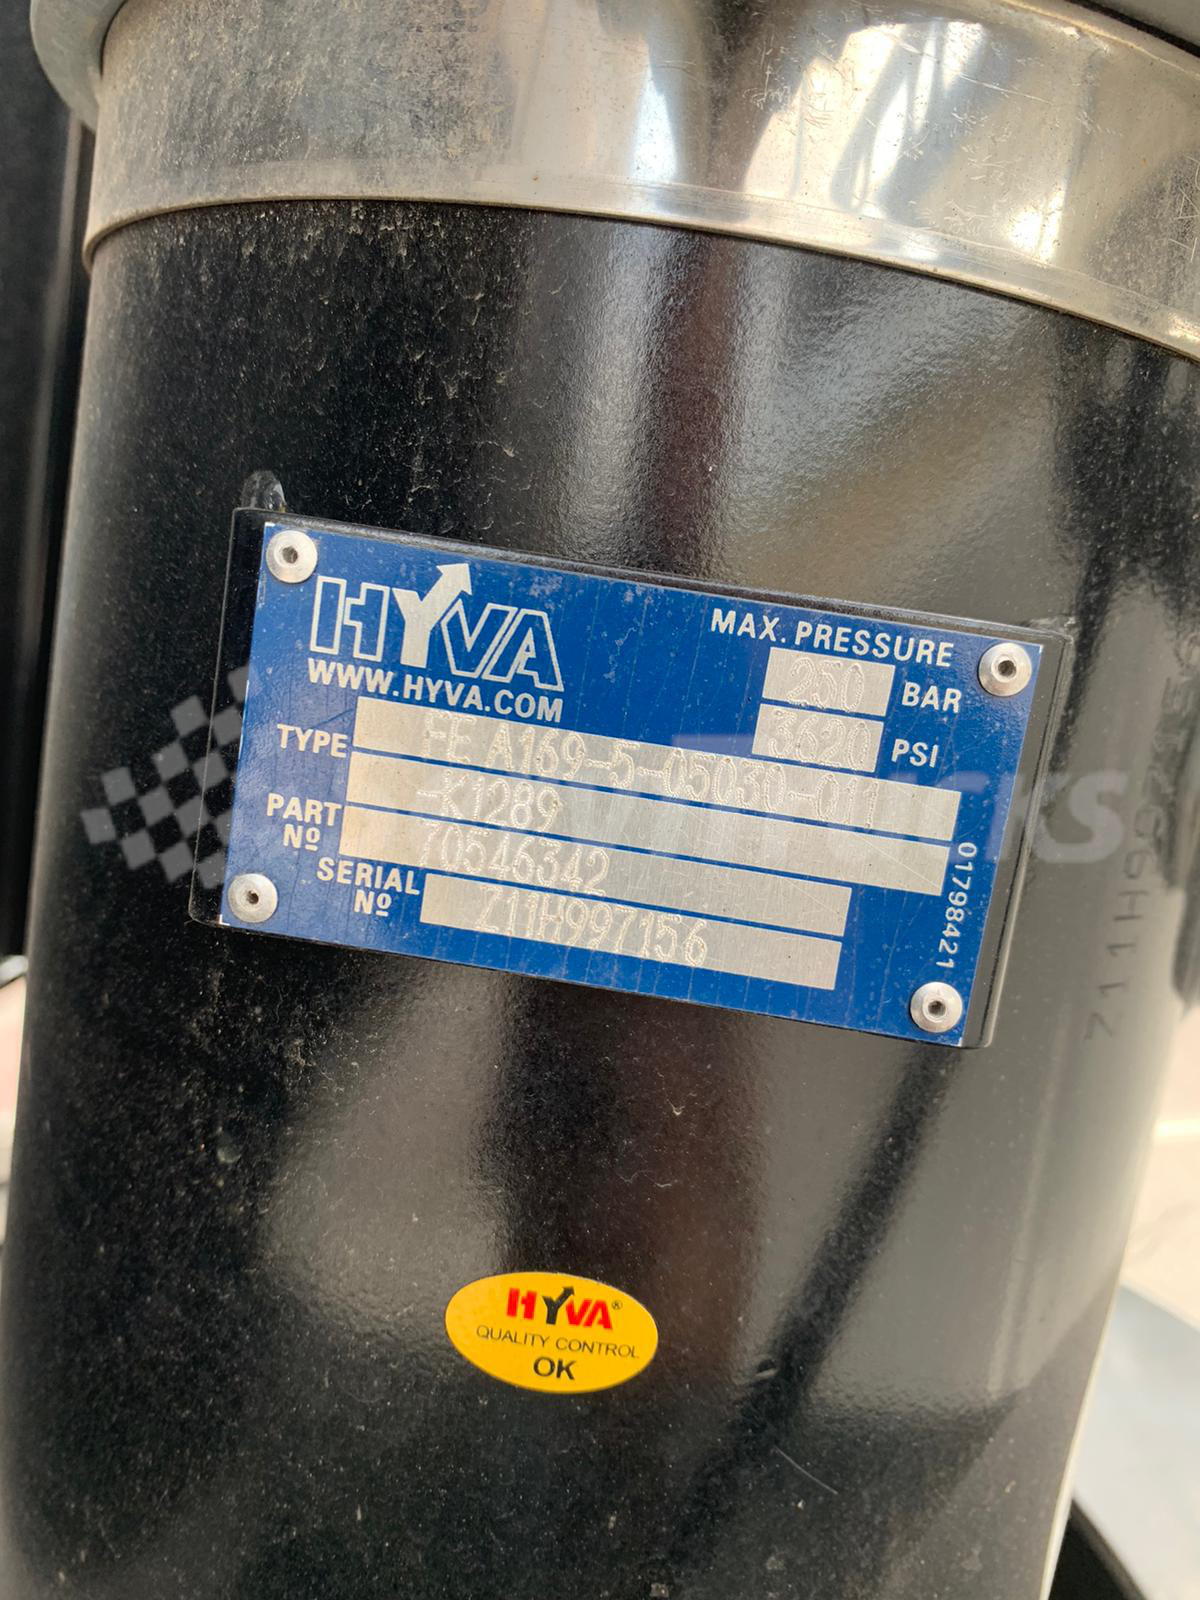 HYVA
WWW.HYVA.COM
MAX. PRESSURE
250 BAR
3620 PSI
TYPE FE A169-5-05030-011
-K1289
PART Nº 70546342
SERIAL Nº Z11H997156
01798421
HYVA®
QUALITY CONTROL
OK